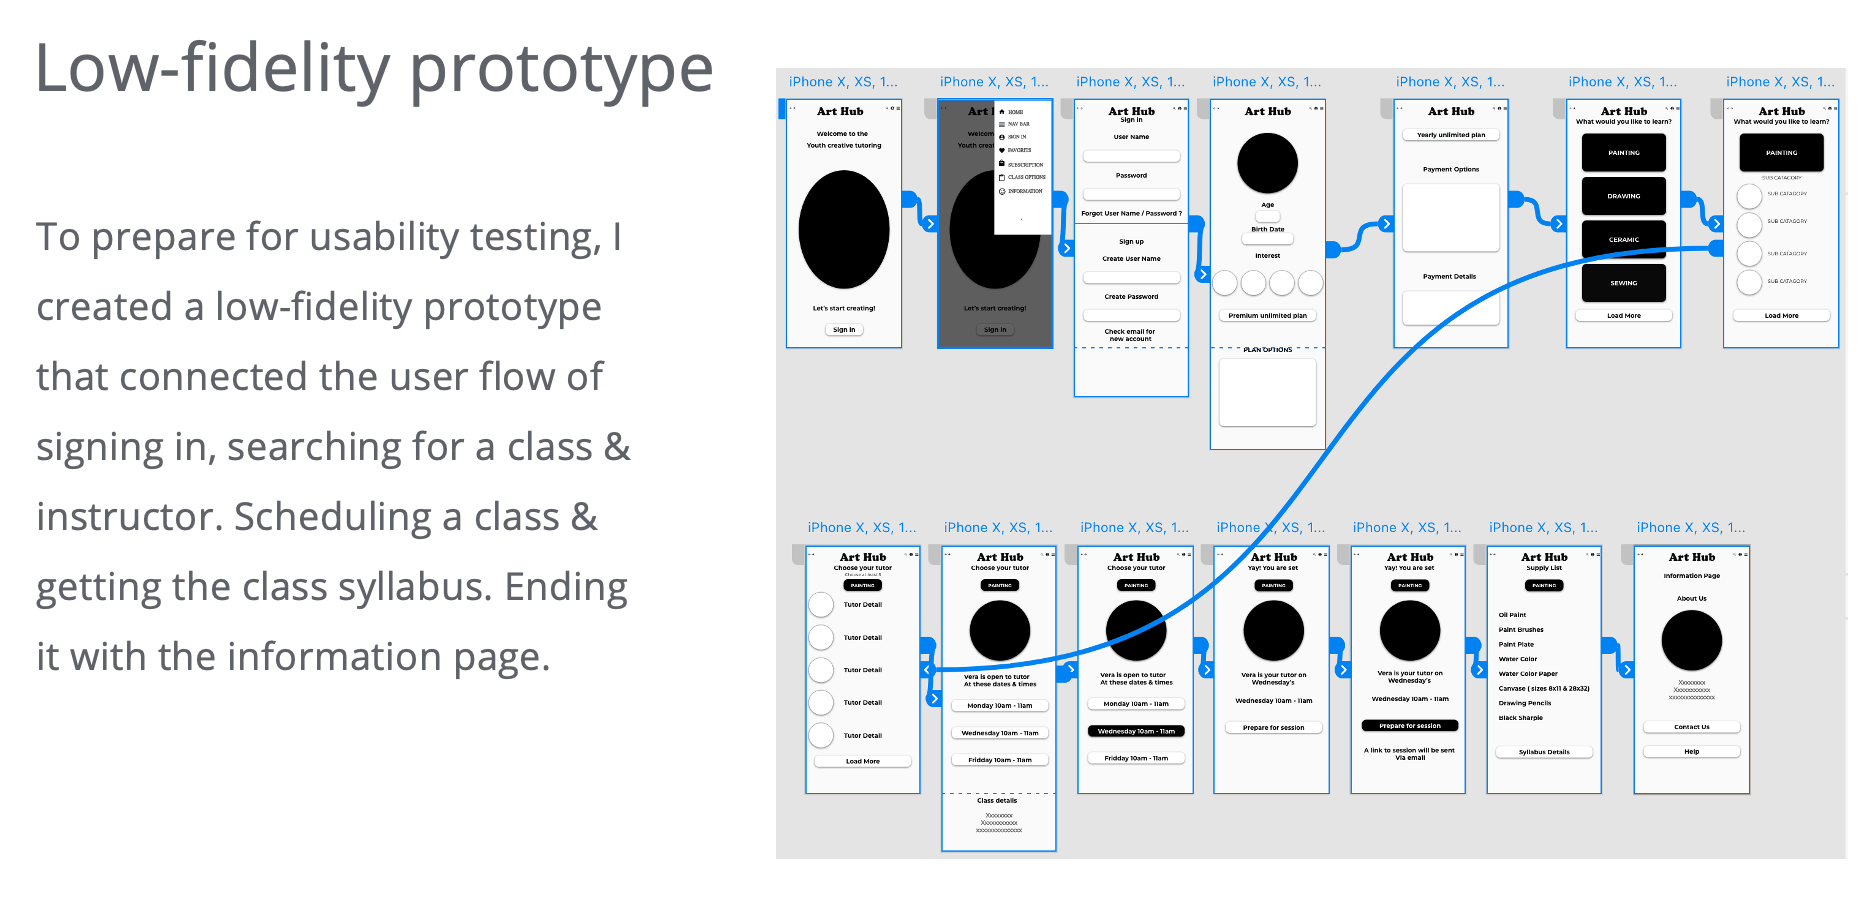 Low-fidelity prototype
To prepare for usability testing, I
created a low-fidelity prototype
that connected the user flow of
signing in, searching for a class &
instructor. Scheduling a class &
getting the class syllabus. Ending
it with the information page.
iPhone X, XS, 1...
Art Hub
Welcome to the
Youth creative tutoring
Let's start creating!
Sign In
iPhone X, XS, 1...
Art H
Welcom
Youth creat
HOME
NAV BAR
SIGN IN
FAVORITS
SUBSCRIPTION
CLASS OPTIONS
INFORMATION
Let's start creating!
Sign In
iPhone X, XS, 1...
Art Hub
Sign in
User Name
Password
Forgot User Name / Password ?
Sign up
Create User Name
Create Password
Check email for
new account
iPhone X, XS, 1...
Art Hub
Age
Birth Date
Interest
Premium unlimited plan
PLAN OPTIONS
iPhone X, XS, 1...
Art Hub
Yearly unlimited plan
Payment Options
Payment Details
iPhone X, XS, 1...
Art Hub
What would you like to learn?
PAINTING
DRAWING
CERAMIC
SEWING
Load More
iPhone X, XS, 1...
Art Hub
What would you like to learn?
PAINTING
SUB CATAGORY
SUB CATAGORY
SUB CATAGORY
SUB CATAGORY
SUB CATAGORY
Load More
iPhone X, XS, 1...
Art Hub
Choose your tutor
Choose at least 5
PAINTING
Tutor Detail
Tutor Detail
Tutor Detail
Tutor Detail
Tutor Detail
Load More
iPhone X, XS, 1...
Art Hub
Choose your tutor
PAINTING
Vera is open to tutor
At these dates & times
Monday 10am - 11am
Wednesday 10am - 11am
Fridday 10am - 11am
Class details
Xxxxxxxx
Xxxxxxxxxxx
xxxxxxxxxxxxxx
iPhone X, XS, 1...
Art Hub
Choose your tutor
PAINTING
Vera is open to tutor
At these dates & times
Monday 10am - 11am
Wednesday 10am - 11am
Fridday 10am - 11am
iPhone X, XS, 1...
Art Hub
Yay! You are set
PAINTING
Vera is your tutor on
Wednesday's
Wednesday 10am - 11am
Prepare for session
iPhone X, XS, 1...
Art Hub
Yay! You are set
PAINTING
Vera is your tutor on
Wednesday's
Wednesday 10am - 11am
Prepare for session
A link to session will be sent
Via email
iPhone X, XS, 1...
Art Hub
Supply List
PAINTING
Oil Paint
Paint Brushes
Paint Plate
Water Color
Water Color Paper
Canvase ( sizes 8x11 & 28x32)
Drawing Pencils
Black Sharpie
Syllabus Details
iPhone X, XS, 1...
Art Hub
Information Page
About Us
Xxxxxxxx
Xxxxxxxxxxx
xxxxxxxxxxxxxx
Contact Us
Help